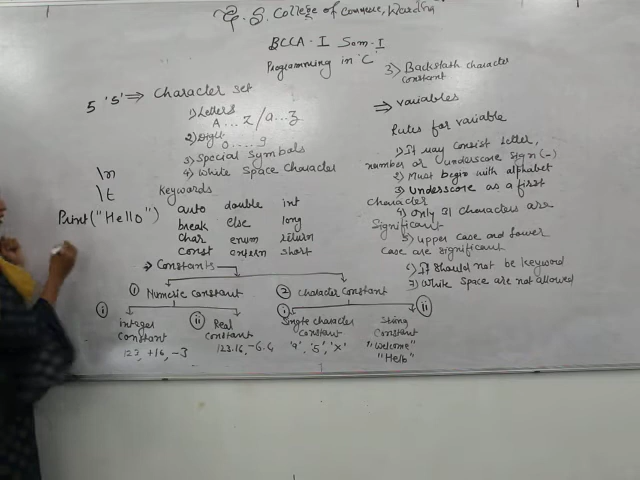 G. S. College of Commerce, Wardha
BCCA - I Sem - I
Programming in "C"
5 '5' ⇒ Character set
1) Letters
A...Z / a...z
2) Digit
0....9
3) Special Symbols
4) White Space Character
\n
\t
Print("Hello")
Keywords
auto double int
break else long
char enum return
const extern short
→ Constants
① Numeric Constant
② Character Constant
i
integer
Constant
123, +16, -3
ii
Real
Constant
123.16, -6.4
i
Single character
Constant
'9', '5', 'x'
ii
String
Constant
"Welcome"
"Hello"
3) Backslash character
constant
⇒ variables
Rules for variable
1) It may consist letter,
number or underscore sign (-)
2) Must begin with alphabet
3) Underscore as a first
character
4) only 31 characters are
Significant
5) upper case and lower
case are significant
6) It should not be keyword
7) White Space are not allowed